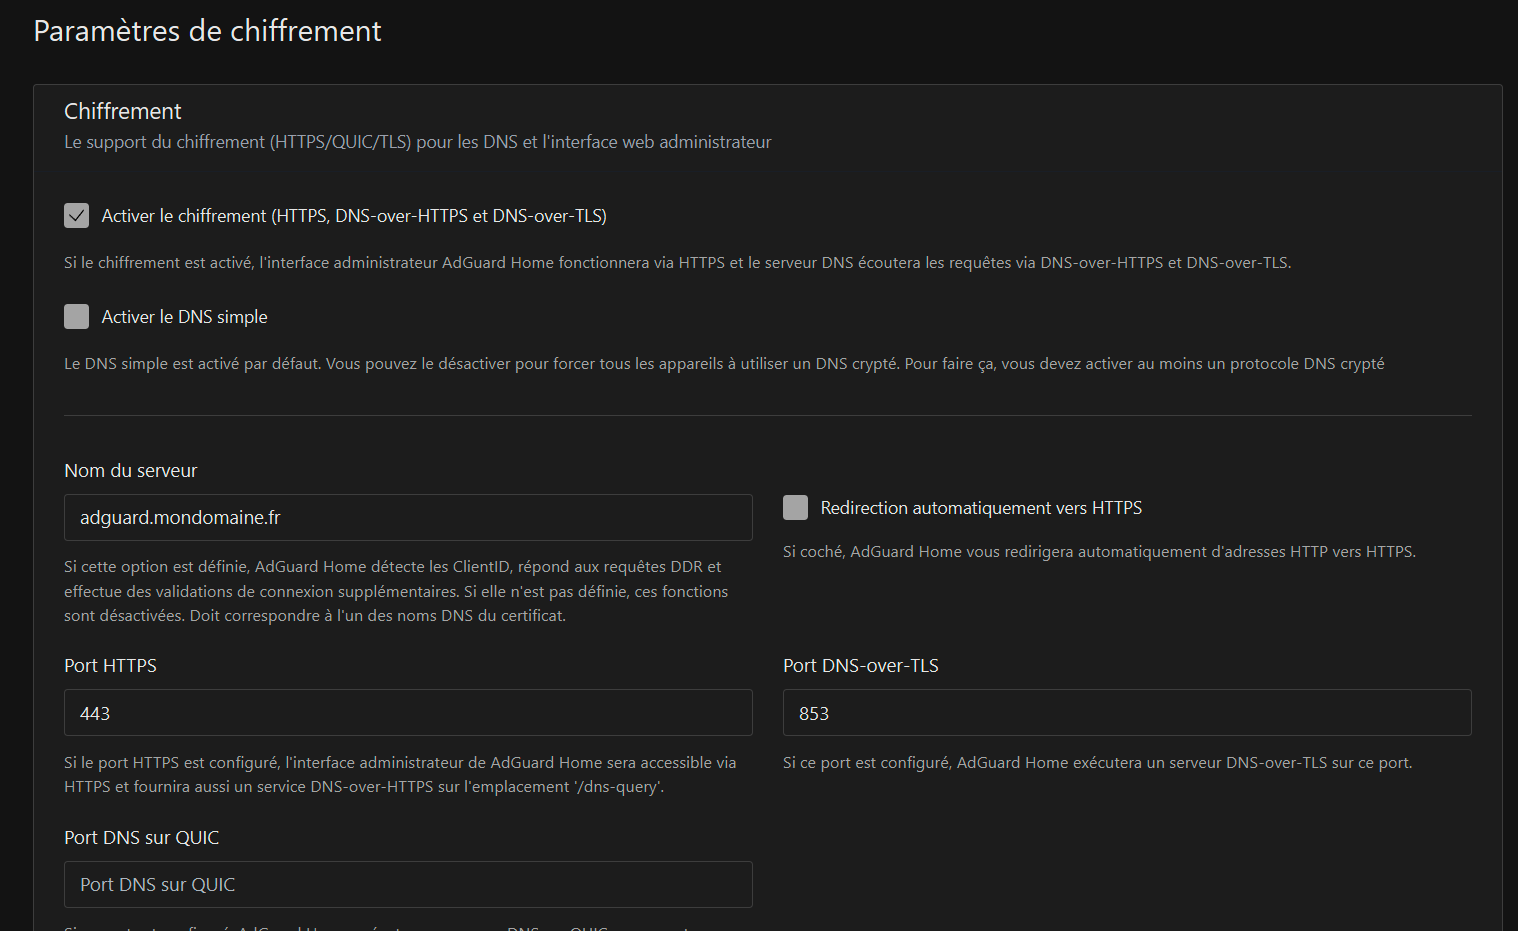 Paramètres de chiffrement
Chiffrement
Le support du chiffrement (HTTPS/QUIC/TLS) pour les DNS et l'interface web administrateur
Activer le chiffrement (HTTPS, DNS-over-HTTPS et DNS-over-TLS)
Si le chiffrement est activé, l'interface administrateur AdGuard Home fonctionnera via HTTPS et le serveur DNS écoutera les requêtes via DNS-over-HTTPS et DNS-over-TLS.
Activer le DNS simple
Le DNS simple est activé par défaut. Vous pouvez le désactiver pour forcer tous les appareils à utiliser un DNS crypté. Pour faire ça, vous devez activer au moins un protocole DNS crypté
Nom du serveur
adguard.mondomaine.fr
Si cette option est définie, AdGuard Home détecte les ClientID, répond aux requêtes DDR et
effectue des validations de connexion supplémentaires. Si elle n'est pas définie, ces fonctions
sont désactivées. Doit correspondre à l'un des noms DNS du certificat.
Redirection automatiquement vers HTTPS
Si coché, AdGuard Home vous redirigera automatiquement d'adresses HTTP vers HTTPS.
Port HTTPS
443
Si le port HTTPS est configuré, l'interface administrateur de AdGuard Home sera accessible via
HTTPS et fournira aussi un service DNS-over-HTTPS sur l'emplacement '/dns-query'.
Port DNS-over-TLS
853
Si ce port est configuré, AdGuard Home exécutera un serveur DNS-over-TLS sur ce port.
Port DNS sur QUIC
Port DNS sur QUIC